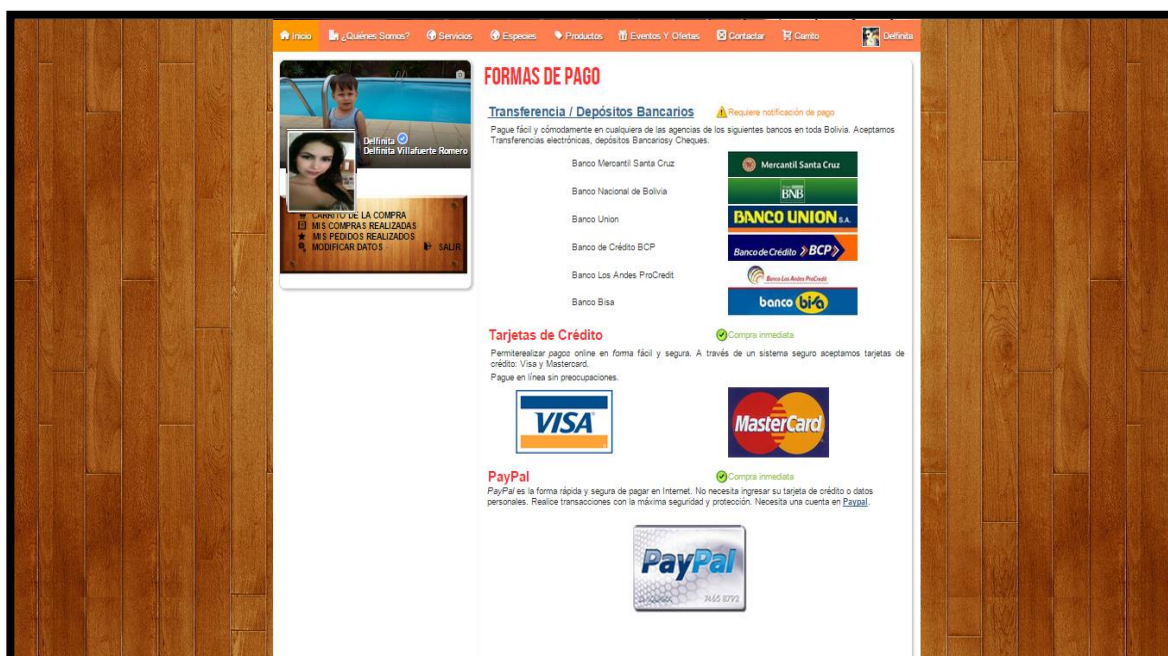 Inicio ¿Quiénes Somos? Servicios Especies Productos Eventos Y Ofertas Contactar Carrito Delfinita
Delfinita
Delfinita Villafuerte Romero
CARRITO DE LA COMPRA
MIS COMPRAS REALIZADAS
MIS PEDIDOS REALIZADOS
MODIFICAR DATOS SALIR
FORMAS DE PAGO
Transferencia / Depósitos Bancarios Requiere notificación de pago
Pague fácil y cómodamente en cualquiera de las agencias de los siguientes bancos en toda Bolivia. Aceptamos
Transferencias electrónicas, depósitos Bancariosy Cheques.
Banco Mercantil Santa Cruz Mercantil Santa Cruz
Banco Nacional de Bolivia BNB
Banco Union BANCO UNION S.A.
Banco de Crédito BCP Banco de Crédito BCP
Banco Los Andes ProCredit Banco Los Andes ProCredit
Banco Bisa banco bisa
Tarjetas de Crédito Compra inmediata
Permiterealizar pagos online en forma fácil y segura. A través de un sistema seguro aceptamos tarjetas de
crédito: Visa y Mastercard.
Pague en línea sin preocupaciones.
VISA MasterCard
PayPal Compra inmediata
PayPal es la forma rápida y segura de pagar en Internet. No necesita ingresar su tarjeta de crédito o datos
personales. Realice transacciones con la máxima seguridad y protección. Necesita una cuenta en Paypal.
PayPal
7465 8792